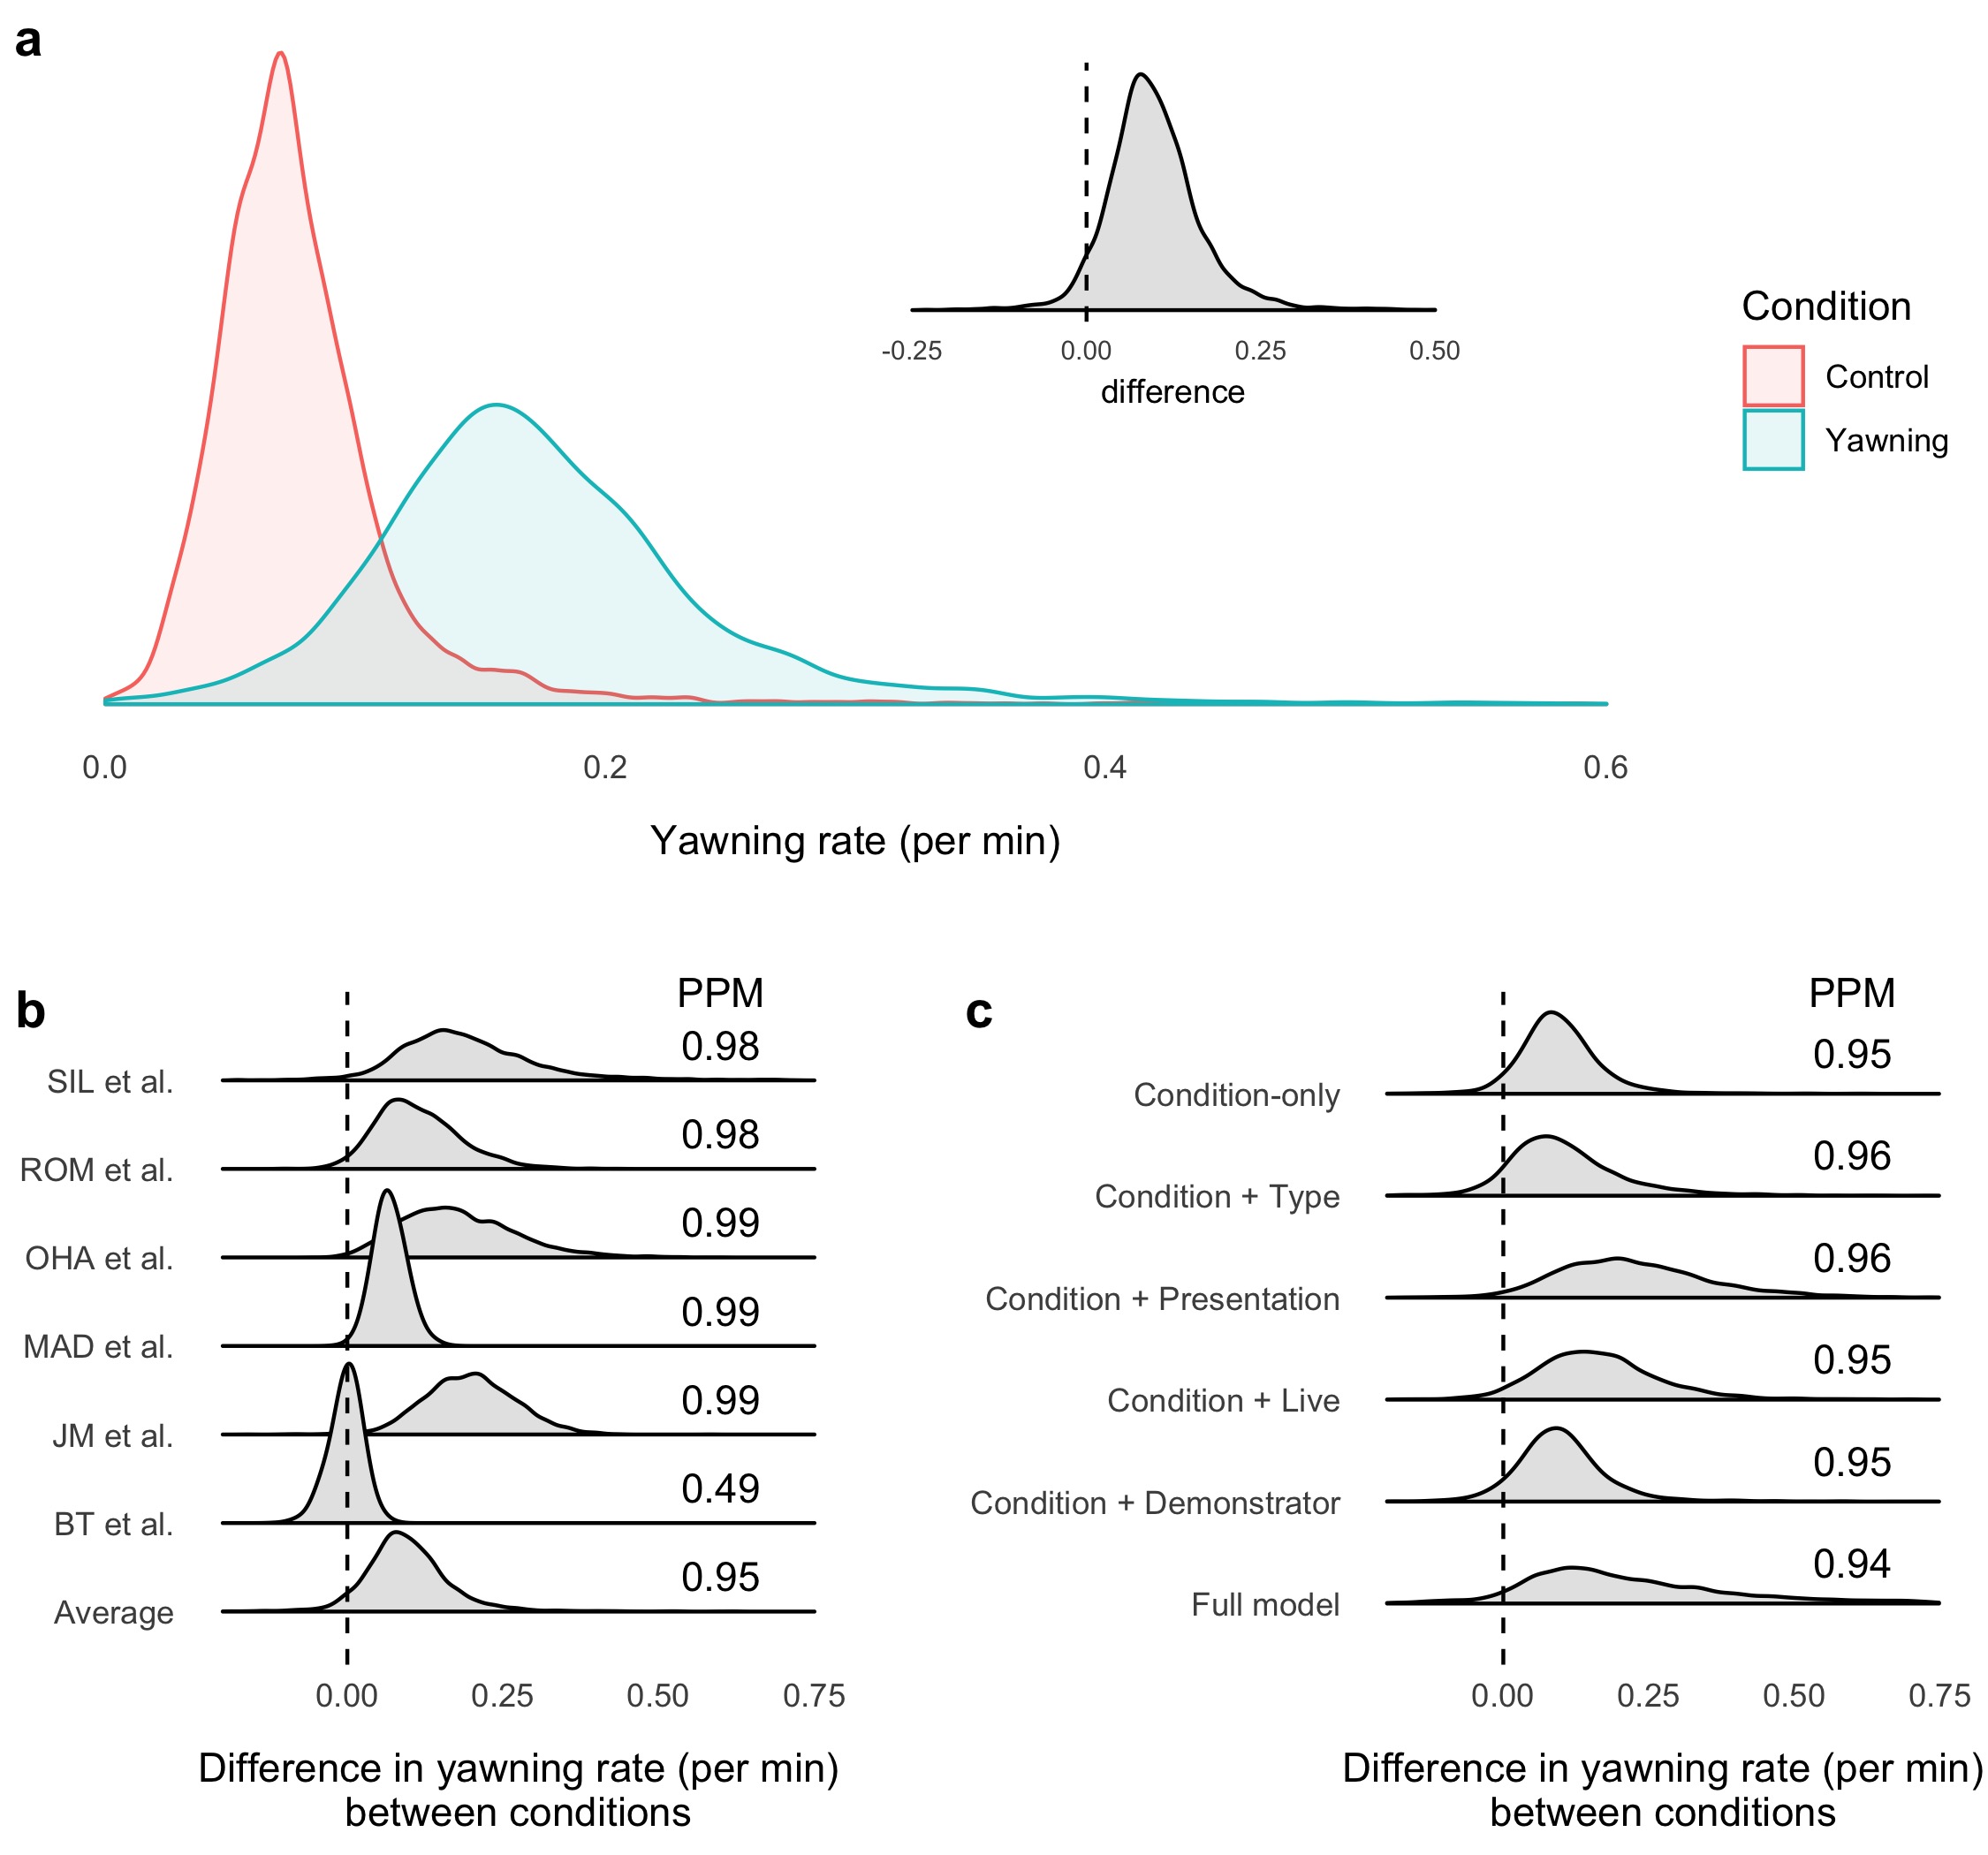 a
-0.25 0.00 0.25 0.50
difference
Condition
Control
Yawning
0.0 0.2 0.4 0.6
Yawning rate (per min)
b
PPM
SIL et al. 0.98
ROM et al. 0.98
OHA et al. 0.99
MAD et al. 0.99
JM et al. 0.99
BT et al. 0.49
Average 0.95
0.00 0.25 0.50 0.75
Difference in yawning rate (per min)
between conditions
c
PPM
Condition-only 0.95
Condition + Type 0.96
Condition + Presentation 0.96
Condition + Live 0.95
Condition + Demonstrator 0.95
Full model 0.94
0.00 0.25 0.50 0.75
Difference in yawning rate (per min)
between conditions